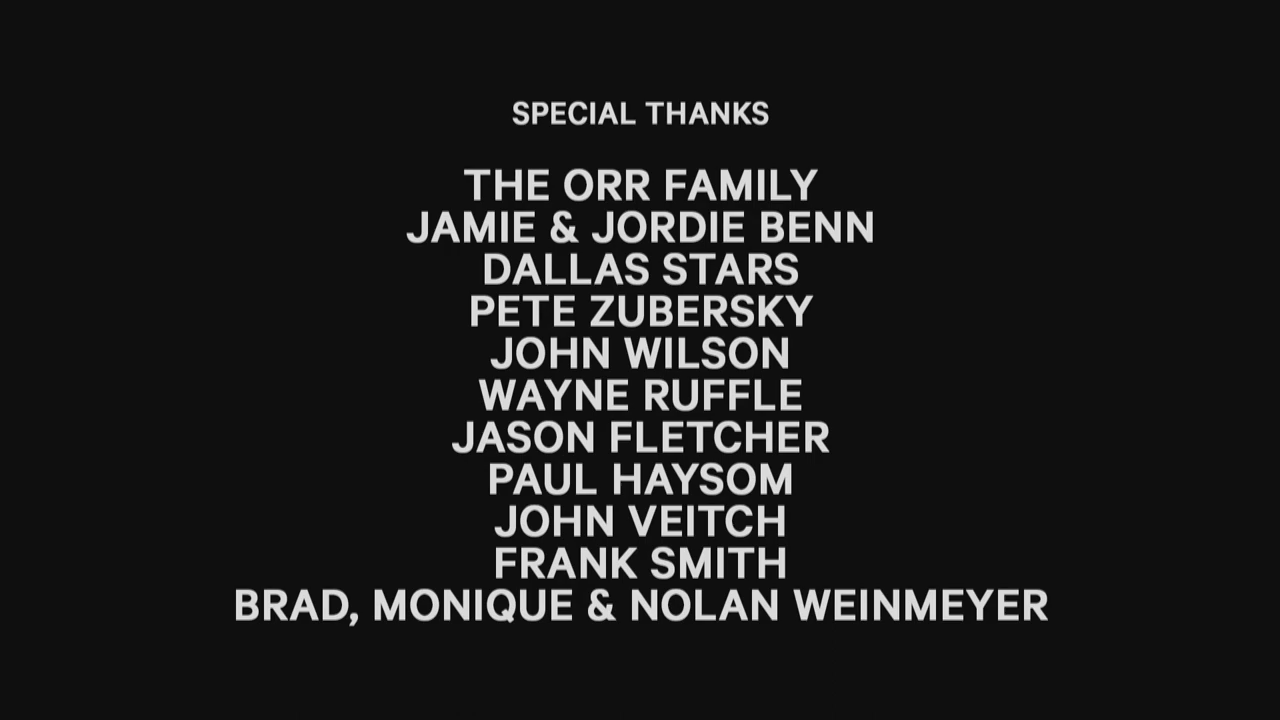 SPECIAL THANKS
THE ORR FAMILY
JAMIE & JORDIE BENN
DALLAS STARS
PETE ZUBERSKY
JOHN WILSON
WAYNE RUFFLE
JASON FLETCHER
PAUL HAYSOM
JOHN VEITCH
FRANK SMITH
BRAD, MONIQUE & NOLAN WEINMEYER